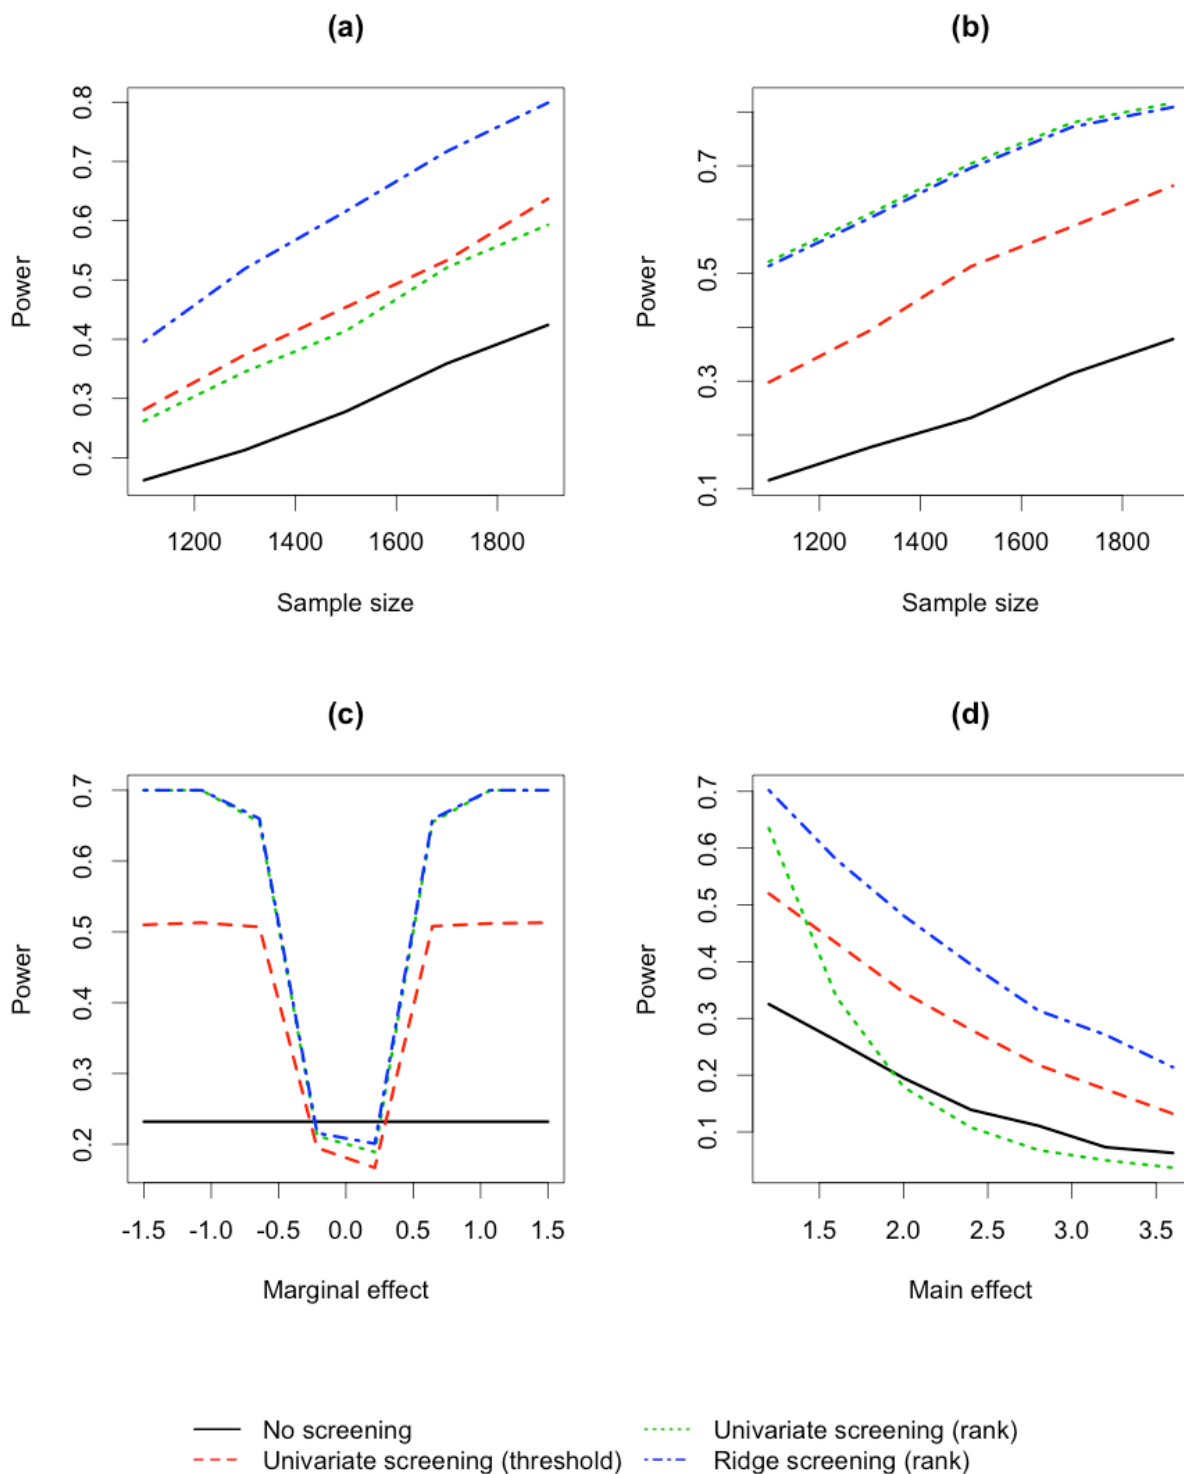 (a)
Power
0.2
0.3
0.4
0.5
0.6
0.7
0.8
1200 1400 1600 1800
Sample size
(b)
Power
0.1
0.3
0.5
0.7
1200 1400 1600 1800
Sample size
(c)
Power
0.2
0.3
0.4
0.5
0.6
0.7
-1.5 -1.0 -0.5 0.0 0.5 1.0 1.5
Marginal effect
(d)
Power
0.1
0.2
0.3
0.4
0.5
0.6
0.7
1.5 2.0 2.5 3.0 3.5
Main effect
No screening
Univariate screening (threshold)
Univariate screening (rank)
Ridge screening (rank)